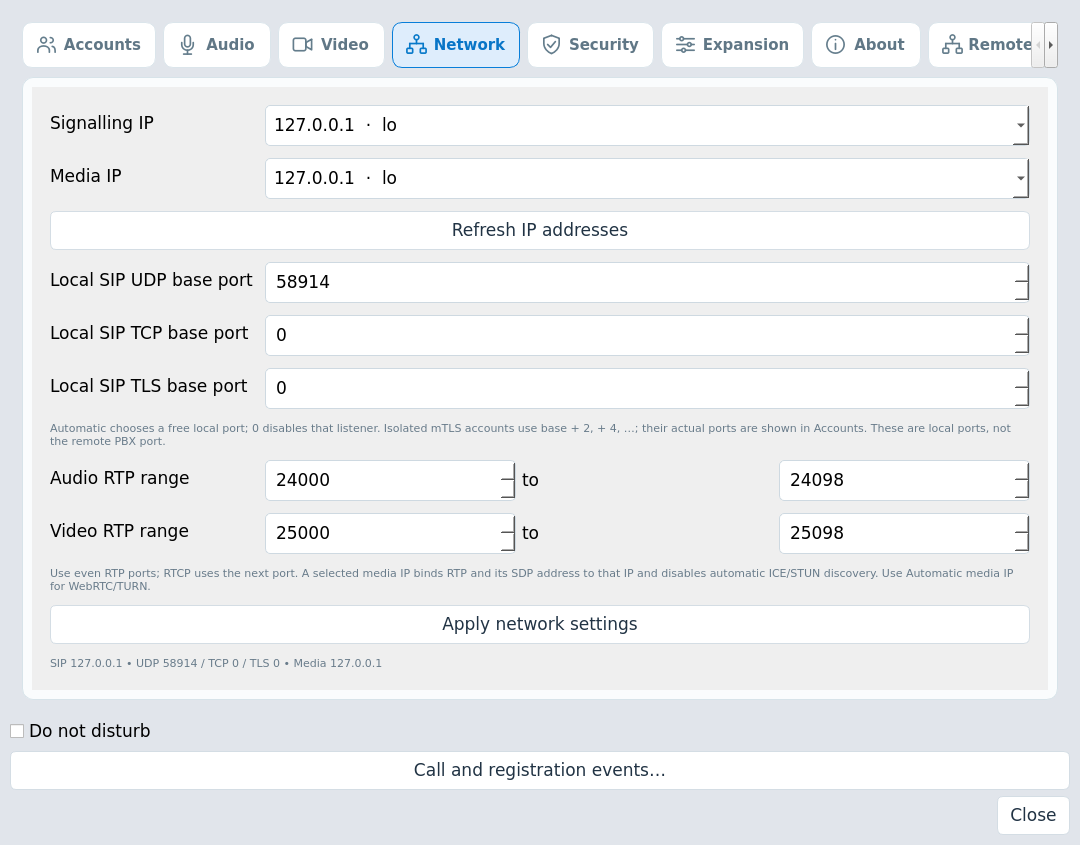 Accounts Audio Video Network Security Expansion About Remote
Signalling IP 127.0.0.1 · lo
Media IP 127.0.0.1 · lo
Refresh IP addresses
Local SIP UDP base port 58914
Local SIP TCP base port 0
Local SIP TLS base port 0
Automatic chooses a free local port; 0 disables that listener. Isolated mTLS accounts use base + 2, + 4, ...; their actual ports are shown in Accounts. These are local ports, not
the remote PBX port.
Audio RTP range 24000 to 24098
Video RTP range 25000 to 25098
Use even RTP ports; RTCP uses the next port. A selected media IP binds RTP and its SDP address to that IP and disables automatic ICE/STUN discovery. Use Automatic media IP
for WebRTC/TURN.
Apply network settings
SIP 127.0.0.1 • UDP 58914 / TCP 0 / TLS 0 • Media 127.0.0.1
Do not disturb
Call and registration events...
Close